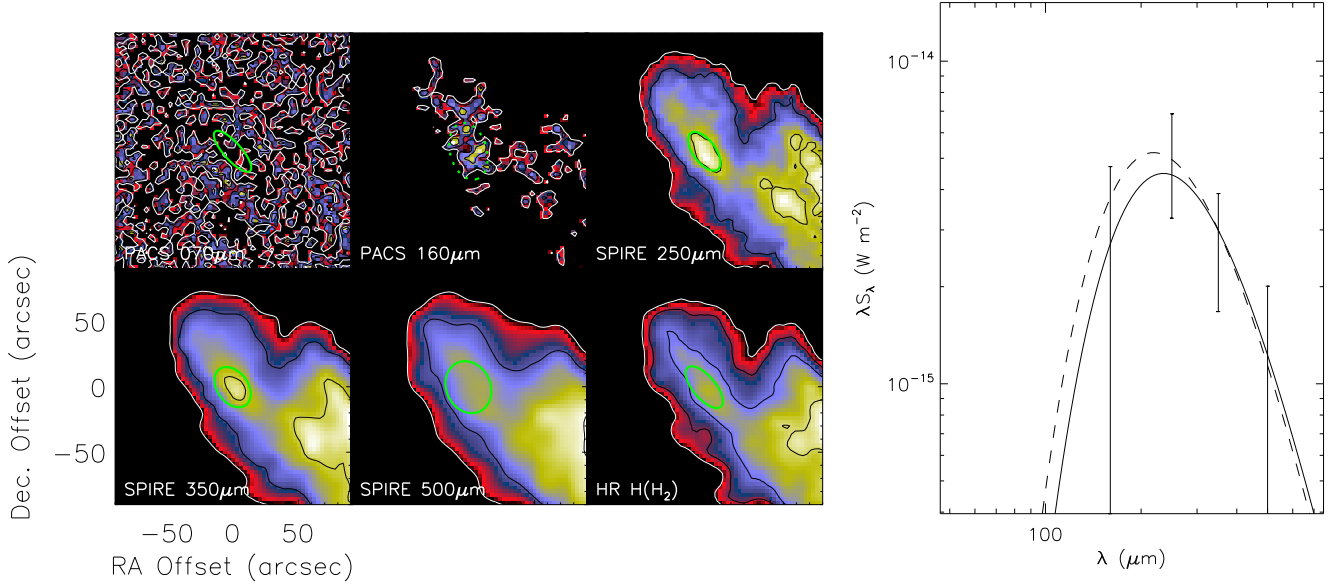 PACS 070μm
PACS 160μm
SPIRE 250μm
SPIRE 350μm
SPIRE 500μm
HR H(H₂)
50
0
−50
Dec. Offset (arcsec)
−50 0 50
RA Offset (arcsec)
10⁻¹⁴
10⁻¹⁵
λS_λ (W m⁻²)
100
λ (μm)